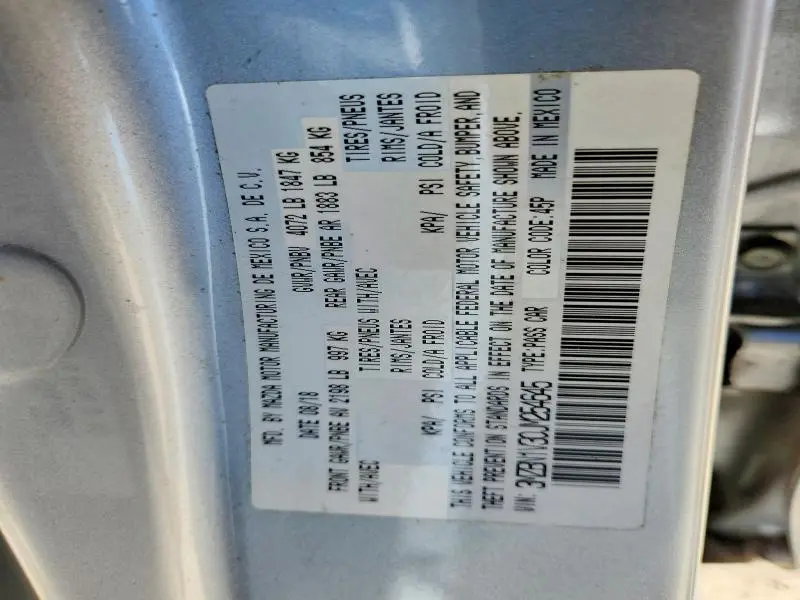 MFD. BY MAZDA MOTOR MANUFACTURING DE MEXICO S.A. DE C.V.
DATE 08/18 GVWR/PNBV 4072 LB 1847 KG
FRONT GAWR/PNBE AV 2198 LB 997 KG REAR GAWR/PNBE AR 1883 LB 854 KG
WITH/AVEC TIRES/PNEUS WITH/AVEC TIRES/PNEUS
RIMS/JANTES RIMS/JANTES
KPA/ PSI COLD/A FROID KPA/ PSI COLD/A FROID
THIS VEHICLE CONFORMS TO ALL APPLICABLE FEDERAL MOTOR VEHICLE SAFETY, BUMPER, AND
THEFT PREVENTION STANDARDS IN EFFECT ON THE DATE OF MANUFACTURE SHOWN ABOVE.
VIN: TYPE:PASS CAR COLOR CODE:45P MADE IN MEXICO